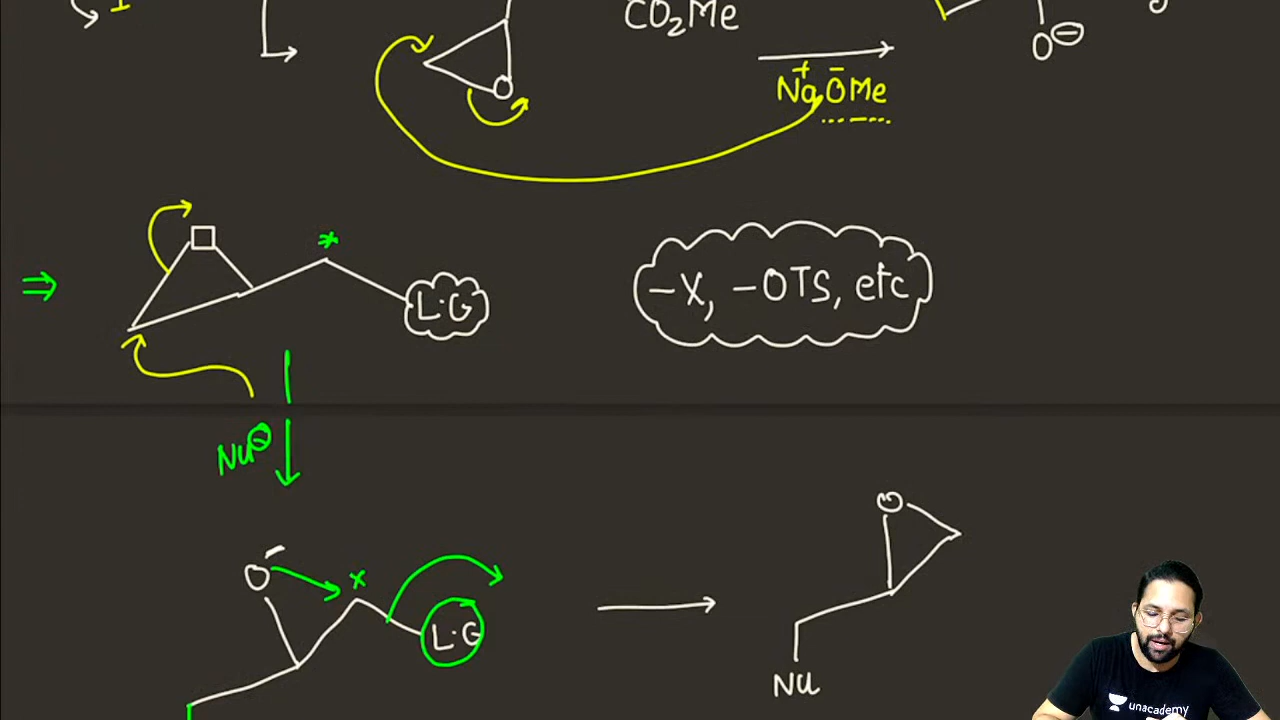 I
CO2Me
O
O⊖
Na+ -OMe
*
⇒
L·G
-X, -OTS, etc
Nu⊖
O-
x
L·G
O
Nu
unacademy